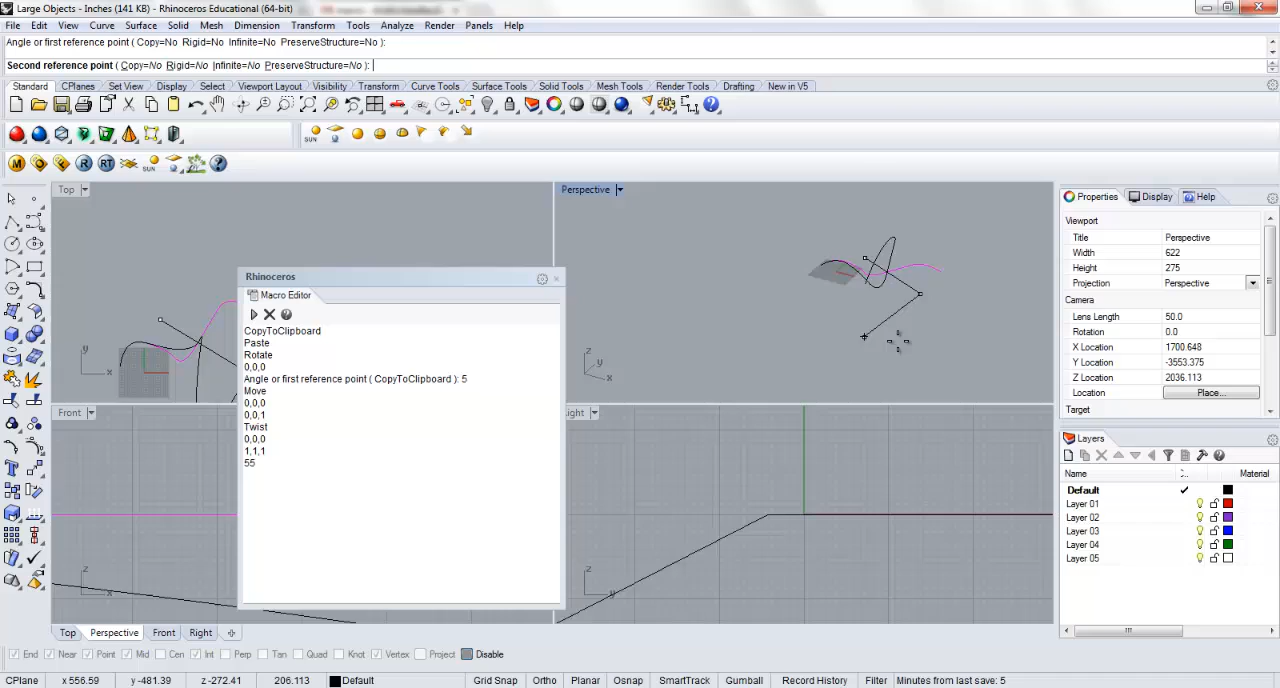 Large Objects - Inches (141 KB) - Rhinoceros Educational (64-bit)
File Edit View Curve Surface Solid Mesh Dimension Transform Tools Analyze Render Panels Help
Angle or first reference point ( Copy=No Rigid=No Infinite=No PreserveStructure=No ):
Second reference point ( Copy=No Rigid=No Infinite=No PreserveStructure=No ):
Standard CPlanes Set View Display Select Viewport Layout Visibility Transform Curve Tools Surface Tools Solid Tools Mesh Tools Render Tools Drafting New in V5
SUN
M R RT SUN
Top
Perspective
Properties Display Help
Viewport
Title Perspective
Width 622
Height 275
Projection Perspective
Camera
Lens Length 50.0
Rotation 0.0
X Location 1700.648
Y Location -3553.375
Z Location 2036.113
Location Place...
Target
y
x
z
y
x
Rhinoceros
Macro Editor
CopyToClipboard
Paste
Rotate
0,0,0
Angle or first reference point ( CopyToClipboard ): 5
Move
0,0,0
0,0,1
Twist
0,0,0
1,1,1
55
Front
light
z
x
z
y
Layers
Name Material
Default
Layer 01
Layer 02
Layer 03
Layer 04
Layer 05
Top Perspective Front Right
End Near Point Mid Cen Int Perp Tan Quad Knot Vertex Project Disable
CPlane x 556.59 y -481.39 z -272.41 206.113 Default Grid Snap Ortho Planar Osnap SmartTrack Gumball Record History Filter Minutes from last save: 5